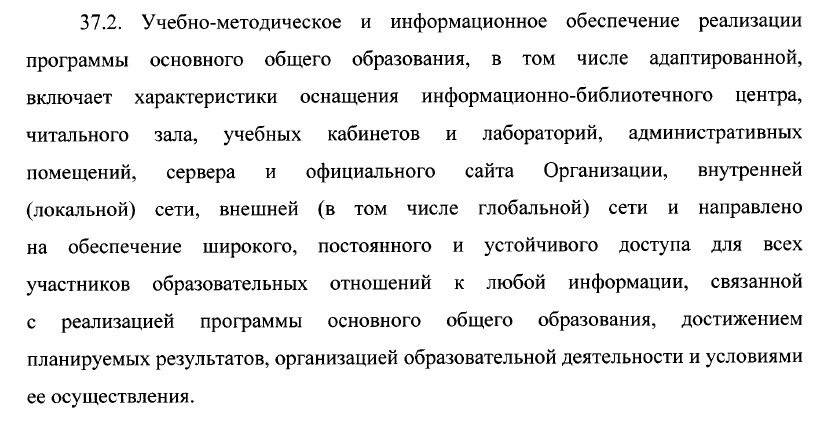 37.2. Учебно-методическое и информационное обеспечение реализации
программы основного общего образования, в том числе адаптированной,
включает характеристики оснащения информационно-библиотечного центра,
читального зала, учебных кабинетов и лабораторий, административных
помещений, сервера и официального сайта Организации, внутренней
(локальной) сети, внешней (в том числе глобальной) сети и направлено
на обеспечение широкого, постоянного и устойчивого доступа для всех
участников образовательных отношений к любой информации, связанной
с реализацией программы основного общего образования, достижением
планируемых результатов, организацией образовательной деятельности и условиями
ее осуществления.